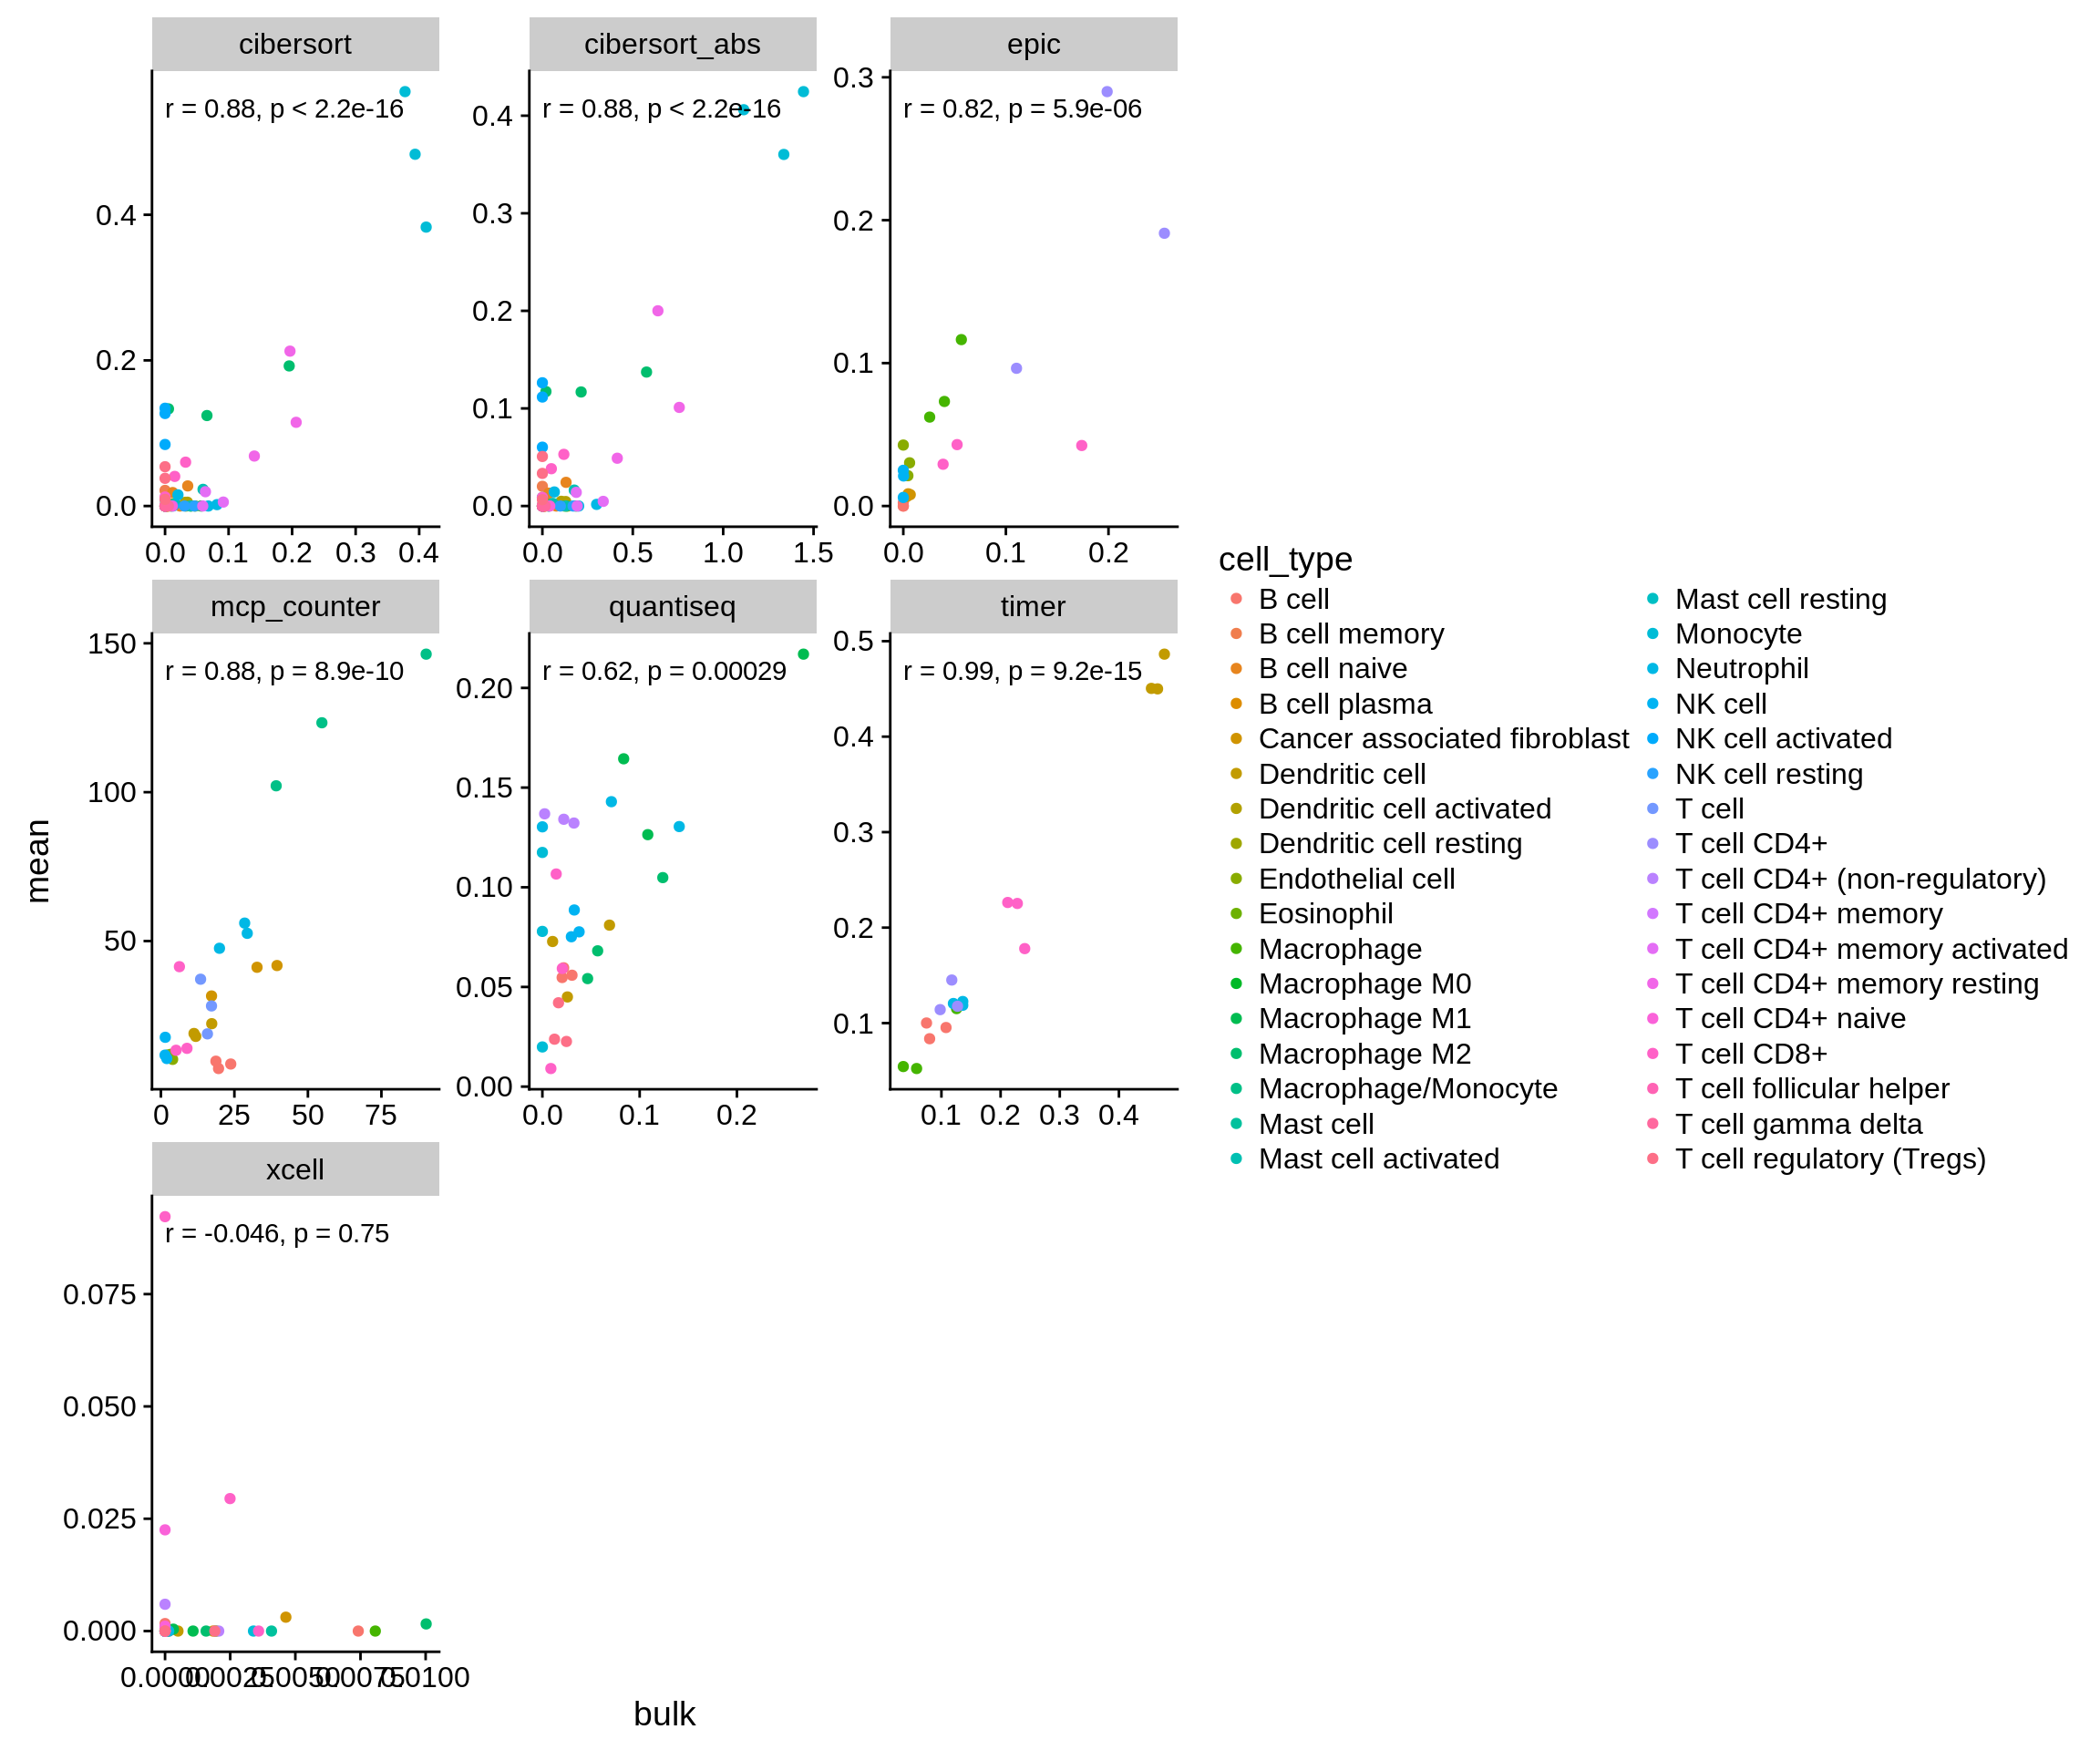 cibersort
cibersort_abs
epic
r = 0.88, p < 2.2e-16
r = 0.88, p < 2.2e-16
r = 0.82, p = 5.9e-06
0.4
0.2
0.0
0.4
0.3
0.2
0.1
0.0
0.3
0.2
0.1
0.0
0.0 0.1 0.2 0.3 0.4
0.0 0.5 1.0 1.5
0.0 0.1 0.2
mcp_counter
quantiseq
timer
r = 0.88, p = 8.9e-10
r = 0.62, p = 0.00029
r = 0.99, p = 9.2e-15
150
100
50
0.20
0.15
0.10
0.05
0.00
0.5
0.4
0.3
0.2
0.1
0 25 50 75
0.0 0.1 0.2
0.1 0.2 0.3 0.4
xcell
r = -0.046, p = 0.75
0.075
0.050
0.025
0.000
0.0000 0.0025 0.0050 0.0075 0.0100
mean
bulk
cell_type
B cell
B cell memory
B cell naive
B cell plasma
Cancer associated fibroblast
Dendritic cell
Dendritic cell activated
Dendritic cell resting
Endothelial cell
Eosinophil
Macrophage
Macrophage M0
Macrophage M1
Macrophage M2
Macrophage/Monocyte
Mast cell
Mast cell activated
Mast cell resting
Monocyte
Neutrophil
NK cell
NK cell activated
NK cell resting
T cell
T cell CD4+
T cell CD4+ (non-regulatory)
T cell CD4+ memory
T cell CD4+ memory activated
T cell CD4+ memory resting
T cell CD4+ naive
T cell CD8+
T cell follicular helper
T cell gamma delta
T cell regulatory (Tregs)